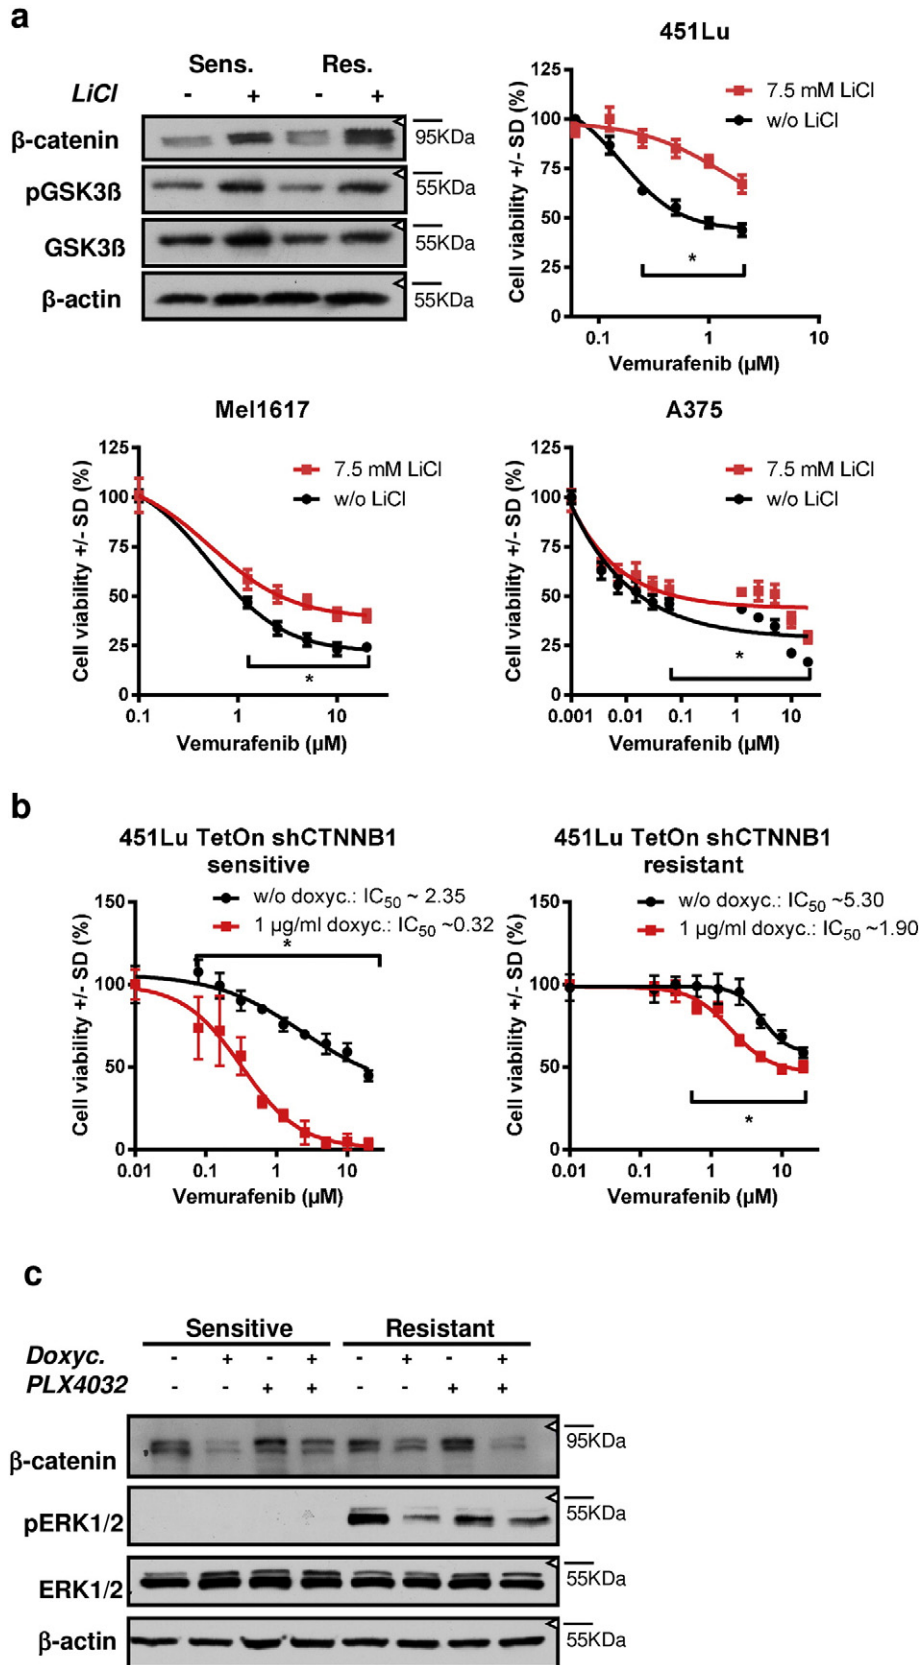 a
Sens. Res.
LiCl - + - +
β-catenin 95KDa
pGSK3ß 55KDa
GSK3ß 55KDa
β-actin 55KDa
451Lu
Cell viability +/- SD (%)
125
100
75
50
25
0
7.5 mM LiCl
w/o LiCl
*
0.1 1 10
Vemurafenib (µM)
Mel1617
Cell viability +/- SD (%)
125
100
75
50
25
0
7.5 mM LiCl
w/o LiCl
*
0.1 1 10
Vemurafenib (µM)
A375
Cell viability +/- SD (%)
125
100
75
50
25
0
7.5 mM LiCl
w/o LiCl
*
0.001 0.01 0.1 1 10
Vemurafenib (µM)
b
451Lu TetOn shCTNNB1
sensitive
w/o doxyc.: IC50 ~ 2.35
1 µg/ml doxyc.: IC50 ~0.32
*
Cell viability +/- SD (%)
150
100
50
0
0.01 0.1 1 10
Vemurafenib (µM)
451Lu TetOn shCTNNB1
resistant
w/o doxyc.: IC50 ~5.30
1 µg/ml doxyc.: IC50 ~1.90
Cell viability +/- SD (%)
150
100
50
0
*
0.01 0.1 1 10
Vemurafenib (µM)
c
Sensitive Resistant
Doxyc. - + - + - + - +
PLX4032 - - + + - - + +
β-catenin 95KDa
pERK1/2 55KDa
ERK1/2 55KDa
β-actin 55KDa